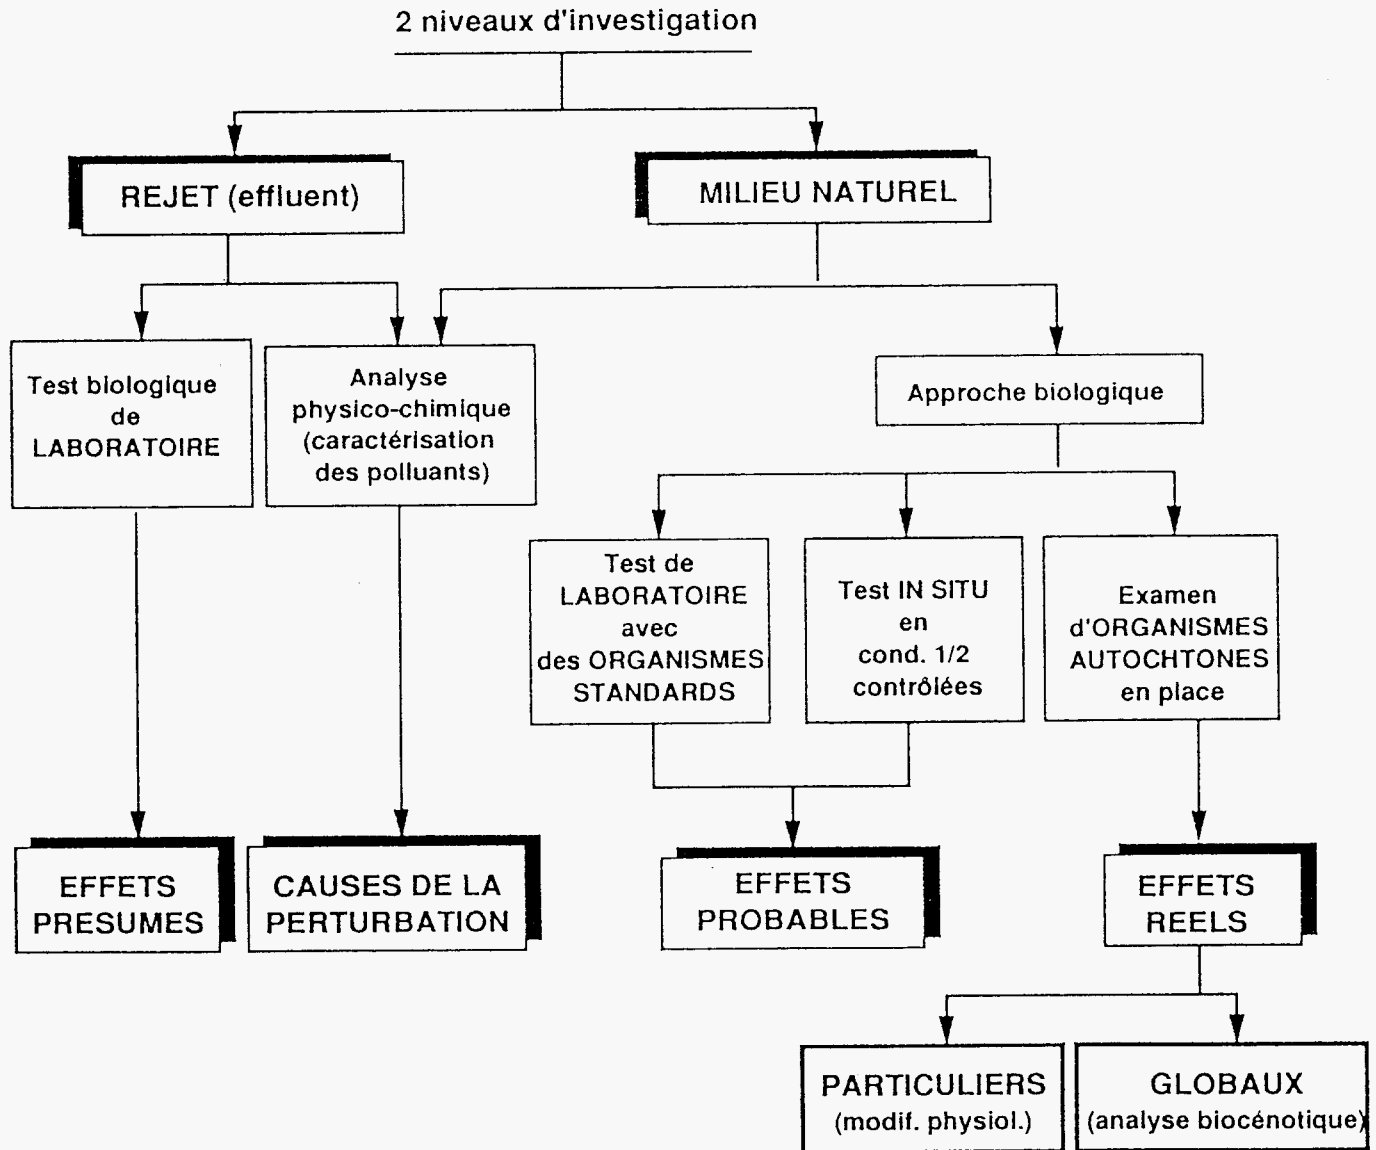 2 niveaux d'investigation
REJET (effluent)
MILIEU NATUREL
Test biologique
de
LABORATOIRE
Analyse
physico-chimique
(caractérisation
des polluants)
Approche biologique
Test de
LABORATOIRE
avec
des ORGANISMES
STANDARDS
Test IN SITU
en
cond. 1/2
contrôlées
Examen
d'ORGANISMES
AUTOCHTONES
en place
EFFETS
PRESUMES
CAUSES DE LA
PERTURBATION
EFFETS
PROBABLES
EFFETS
REELS
PARTICULIERS
(modif. physiol.)
GLOBAUX
(analyse biocénotique)